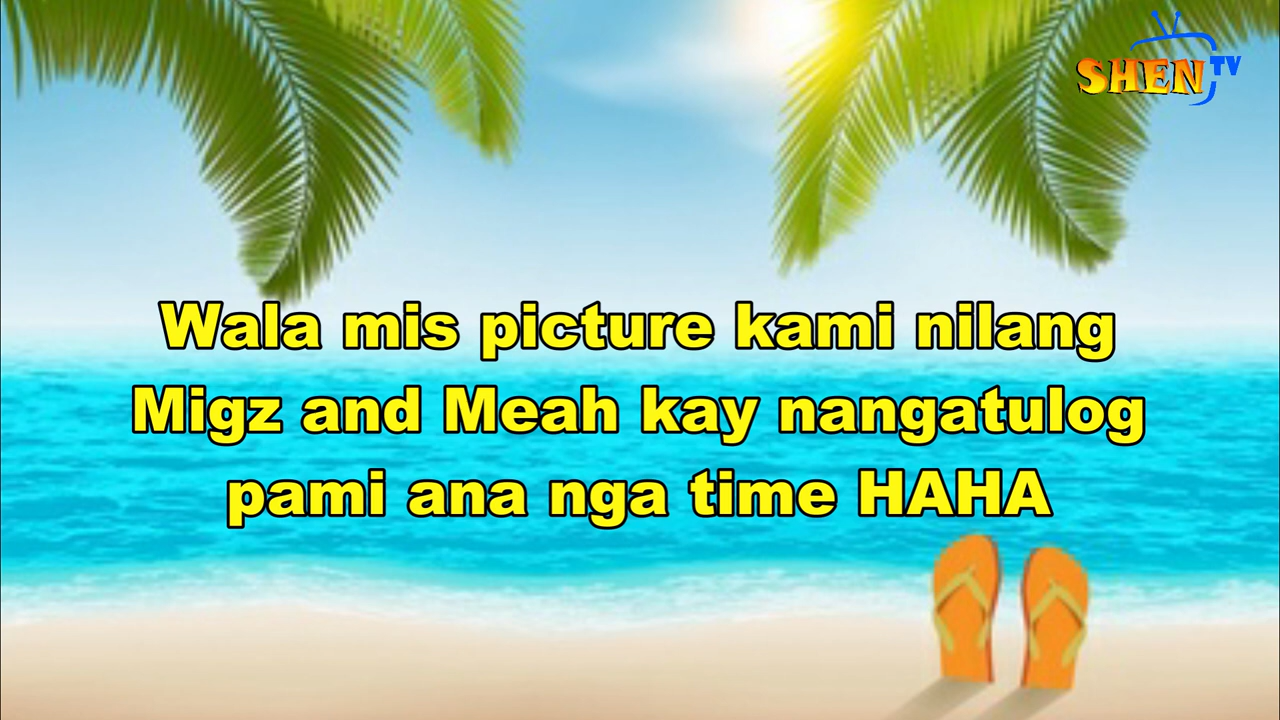 SHEN TV
Wala mis picture kami nilang
Migz and Meah kay nangatulog
pami ana nga time HAHA